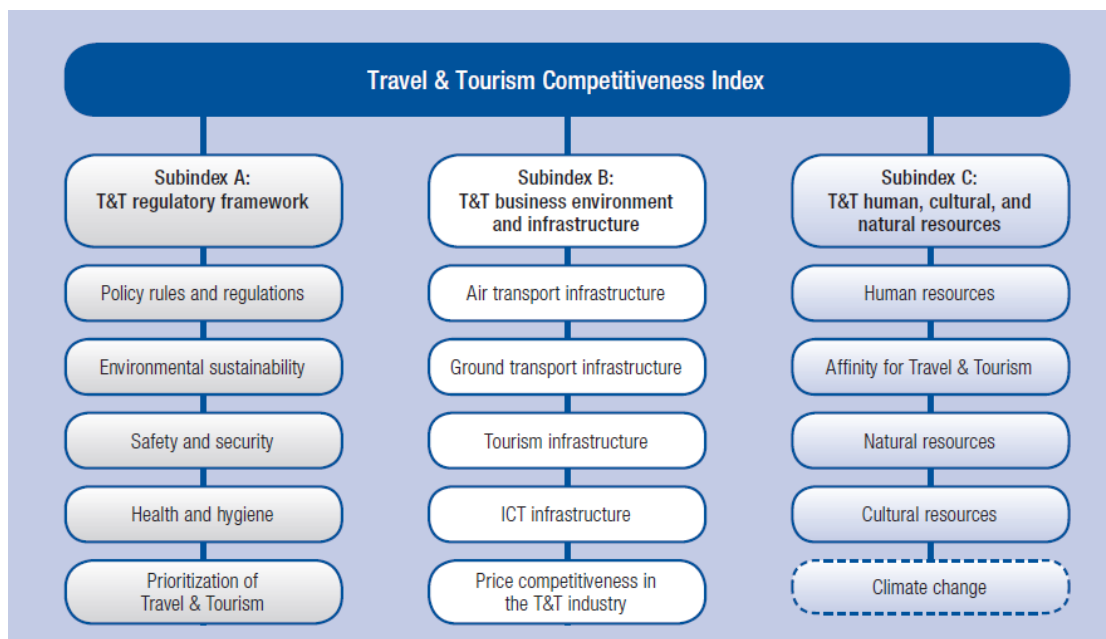 Travel & Tourism Competitiveness Index
Subindex A:
T&T regulatory framework
Policy rules and regulations
Environmental sustainability
Safety and security
Health and hygiene
Prioritization of
Travel & Tourism
Subindex B:
T&T business environment
and infrastructure
Air transport infrastructure
Ground transport infrastructure
Tourism infrastructure
ICT infrastructure
Price competitiveness in
the T&T industry
Subindex C:
T&T human, cultural, and
natural resources
Human resources
Affinity for Travel & Tourism
Natural resources
Cultural resources
Climate change